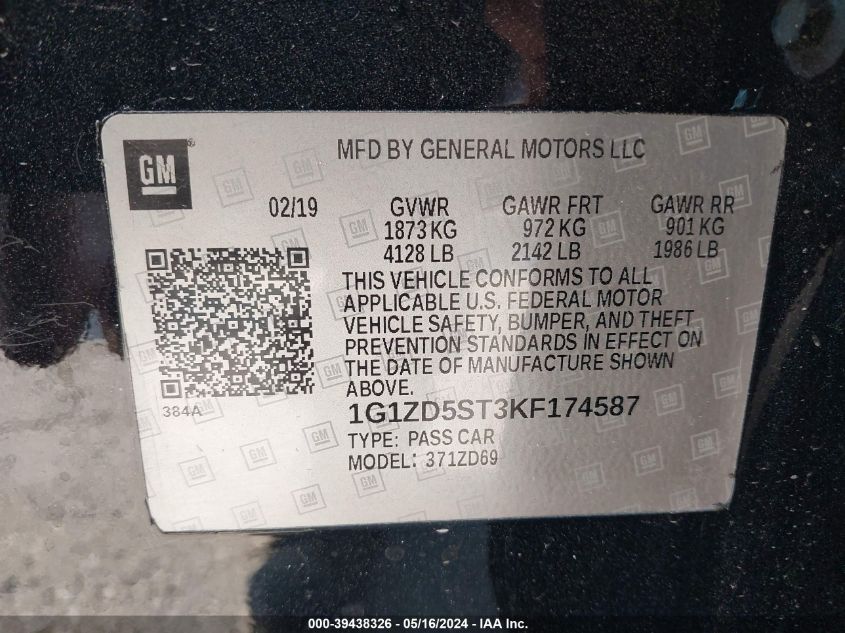 GM
MFD BY GENERAL MOTORS LLC
02/19 GVWR GAWR FRT GAWR RR
1873 KG 972 KG 901 KG
4128 LB 2142 LB 1986 LB
THIS VEHICLE CONFORMS TO ALL
APPLICABLE U.S. FEDERAL MOTOR
VEHICLE SAFETY, BUMPER, AND THEFT
PREVENTION STANDARDS IN EFFECT ON
THE DATE OF MANUFACTURE SHOWN
ABOVE.
384A
1G1ZD5ST3KF174587
TYPE: PASS CAR
MODEL: 371ZD69
000-39438326 - 05/16/2024 - IAA Inc.